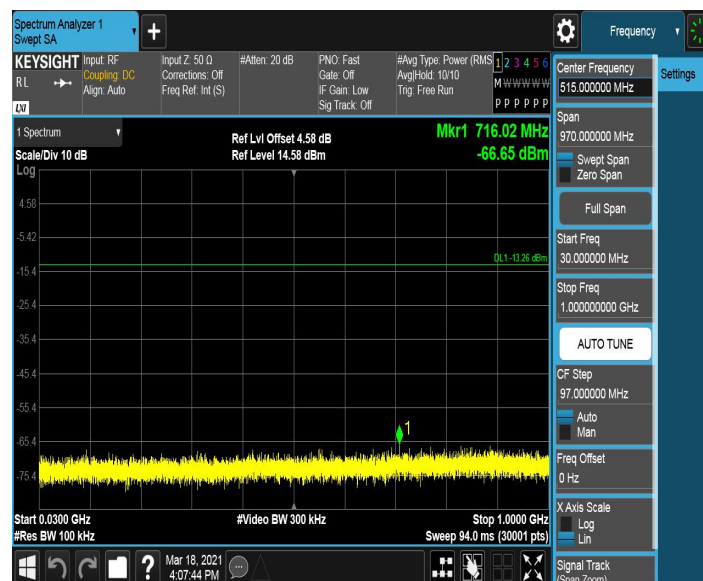 Spectrum Analyzer 1
Swept SA
+
Frequency
KEYSIGHT
RL
LXI
Input: RF
Coupling: DC
Align: Auto
Input Z: 50 Ω
Corrections: Off
Freq Ref: Int (S)
#Atten: 20 dB
PNO: Fast
Gate: Off
IF Gain: Low
Sig Track: Off
#Avg Type: Power (RMS
Avg|Hold: 10/10
Trig: Free Run
1 2 3 4 5 6
M W W W W W
P P P P P P
1 Spectrum
Scale/Div 10 dB
Log
Ref Lvl Offset 4.58 dB
Ref Level 14.58 dBm
Mkr1 716.02 MHz
-66.65 dBm
4.58
-5.42
-15.4
-25.4
-35.4
-45.4
-55.4
-65.4
-75.4
DL1 -13.26 dBm
1
Start 0.0300 GHz
#Res BW 100 kHz
#Video BW 300 kHz
Stop 1.0000 GHz
Sweep 94.0 ms (30001 pts)
Center Frequency
515.000000 MHz
Span
970.000000 MHz
Swept Span
Zero Span
Full Span
Start Freq
30.000000 MHz
Stop Freq
1.000000000 GHz
AUTO TUNE
CF Step
97.000000 MHz
Auto
Man
Freq Offset
0 Hz
X Axis Scale
Log
Lin
Signal Track
(Span Zoom)
Settings
?
Mar 18, 2021
4:07:44 PM